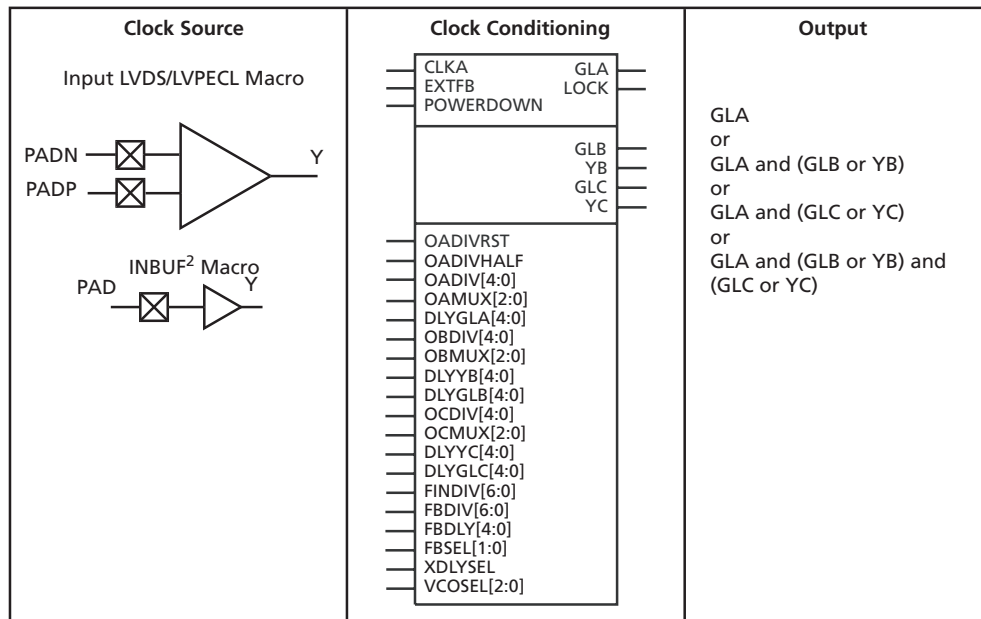 Clock Source
Input LVDS/LVPECL Macro
PADN
PADP
Y
INBUF² Macro
PAD
Y
Clock Conditioning
CLKA
EXTFB
POWERDOWN
GLA
LOCK
GLB
YB
GLC
YC
OADIVRST
OADIVHALF
OADIV[4:0]
OAMUX[2:0]
DLYGLA[4:0]
OBDIV[4:0]
OBMUX[2:0]
DLYYB[4:0]
DLYGLB[4:0]
OCDIV[4:0]
OCMUX[2:0]
DLYYC[4:0]
DLYGLC[4:0]
FINDIV[6:0]
FBDIV[6:0]
FBDLY[4:0]
FBSEL[1:0]
XDLYSEL
VCOSEL[2:0]
Output
GLA
or
GLA and (GLB or YB)
or
GLA and (GLC or YC)
or
GLA and (GLB or YB) and
(GLC or YC)